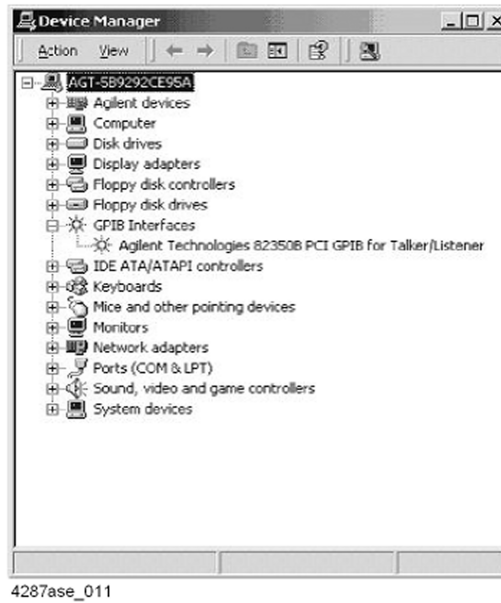 Device Manager
Action View
AGT-5B9292CE95A
Agilent devices
Computer
Disk drives
Display adapters
Floppy disk controllers
Floppy disk drives
GPIB Interfaces
Agilent Technologies 82350B PCI GPIB for Talker/Listener
IDE ATA/ATAPI controllers
Keyboards
Mice and other pointing devices
Monitors
Network adapters
Ports (COM & LPT)
Sound, video and game controllers
System devices
4287ase_011